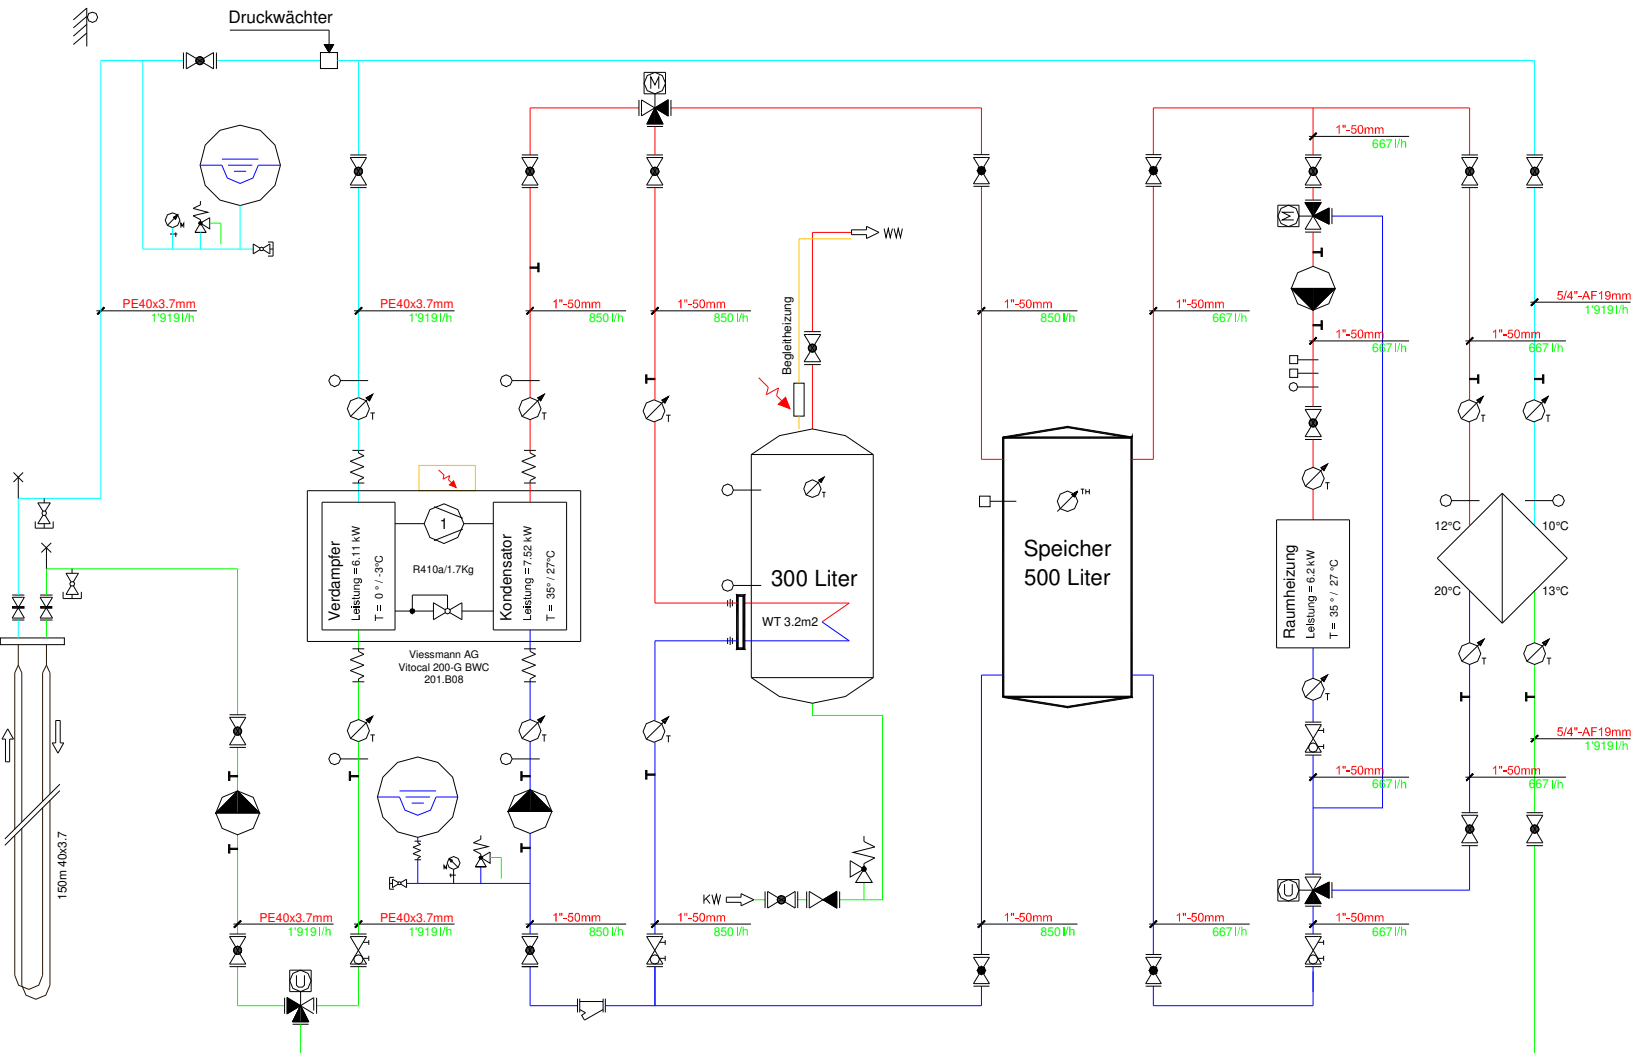 Druckwächter
M
1"-50mm
667 l/h
M
M
WW
PE40x3.7mm
1'919 l/h
PE40x3.7mm
1'919 l/h
1"-50mm
850 l/h
1"-50mm
850 l/h
Begleitheizung
1"-50mm
850 l/h
1"-50mm
667 l/h
5/4"-AF19mm
1'919 l/h
1"-50mm
667 l/h
1"-50mm
667 l/h
T
T
T
T
T
T
T
TH
Verdampfer
Leistung = 6.11 kW
T = 0 ° / -3°C
1
R410a/1.7Kg
Kondensator
Leistung = 7.52 kW
T = 35° / 27°C
Viessmann AG
Vitocal 200-G BWC
201.B08
300 Liter
WT 3.2m2
Speicher
500 Liter
Raumheizung
Leistung = 6.2 kW
T = 35 ° / 27 °C
12°C
10°C
20°C
13°C
T
T
T
T
T
T
5/4"-AF19mm
1'919 l/h
1"-50mm
667 l/h
1"-50mm
667 l/h
150m 40x3.7
M
KW
U
PE40x3.7mm
1'919 l/h
PE40x3.7mm
1'919 l/h
1"-50mm
850 l/h
1"-50mm
850 l/h
1"-50mm
850 l/h
1"-50mm
667 l/h
1"-50mm
667 l/h
U